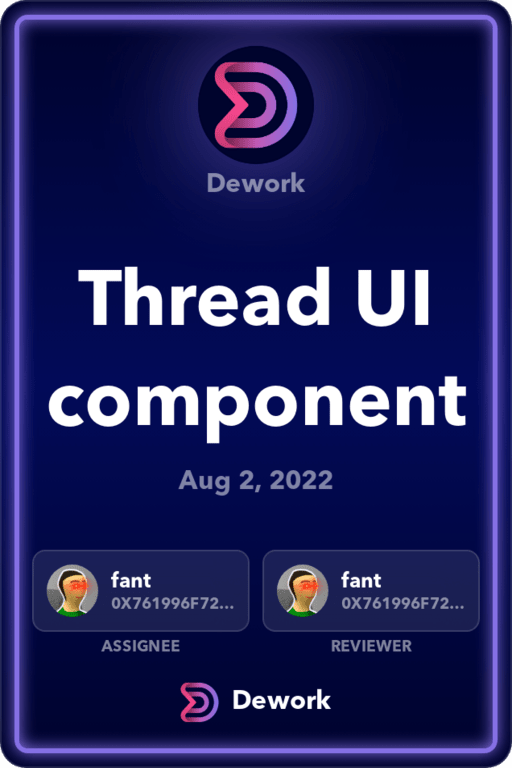 Dework
Thread UI
component
Aug 2, 2022
fant
0X761996F72...
ASSIGNEE
fant
0X761996F72...
REVIEWER
Dework